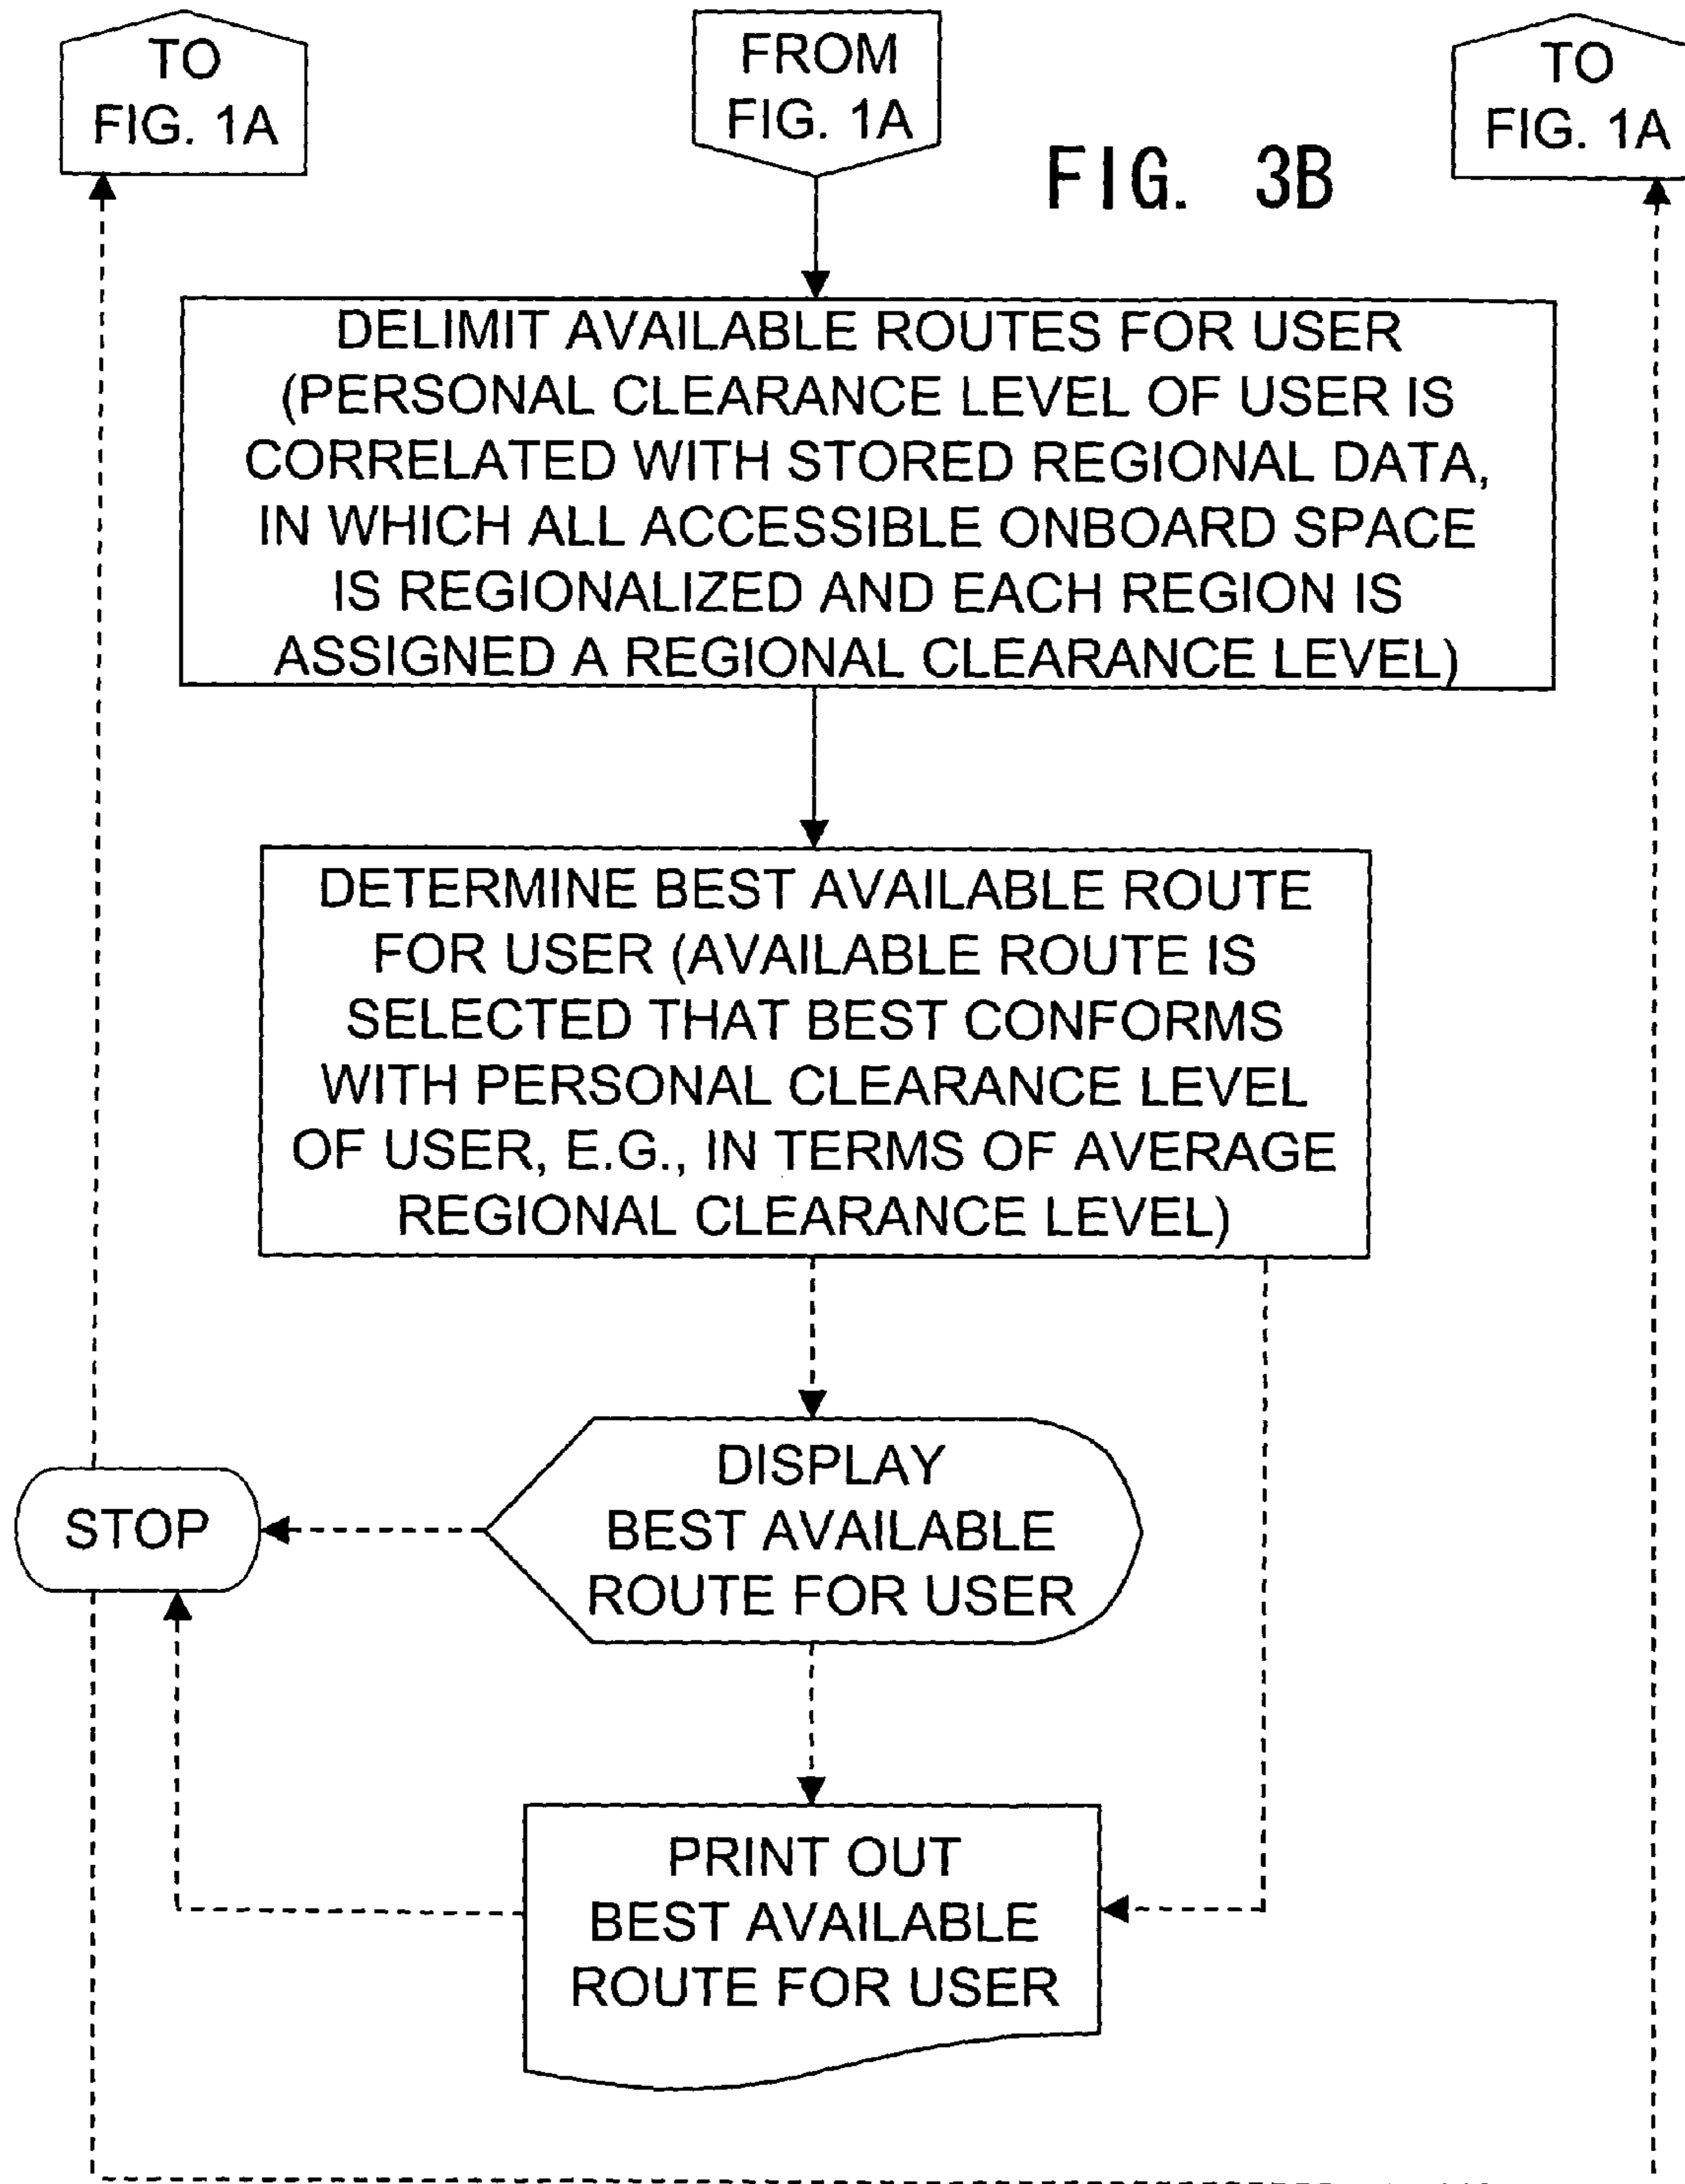 TO
FIG. 1A
FROM
FIG. 1A
TO
FIG. 1A
FIG. 3B
DELIMIT AVAILABLE ROUTES FOR USER
(PERSONAL CLEARANCE LEVEL OF USER IS
CORRELATED WITH STORED REGIONAL DATA,
IN WHICH ALL ACCESSIBLE ONBOARD SPACE
IS REGIONALIZED AND EACH REGION IS
ASSIGNED A REGIONAL CLEARANCE LEVEL)
DETERMINE BEST AVAILABLE ROUTE
FOR USER (AVAILABLE ROUTE IS
SELECTED THAT BEST CONFORMS
WITH PERSONAL CLEARANCE LEVEL
OF USER, E.G., IN TERMS OF AVERAGE
REGIONAL CLEARANCE LEVEL)
STOP
DISPLAY
BEST AVAILABLE
ROUTE FOR USER
PRINT OUT
BEST AVAILABLE
ROUTE FOR USER